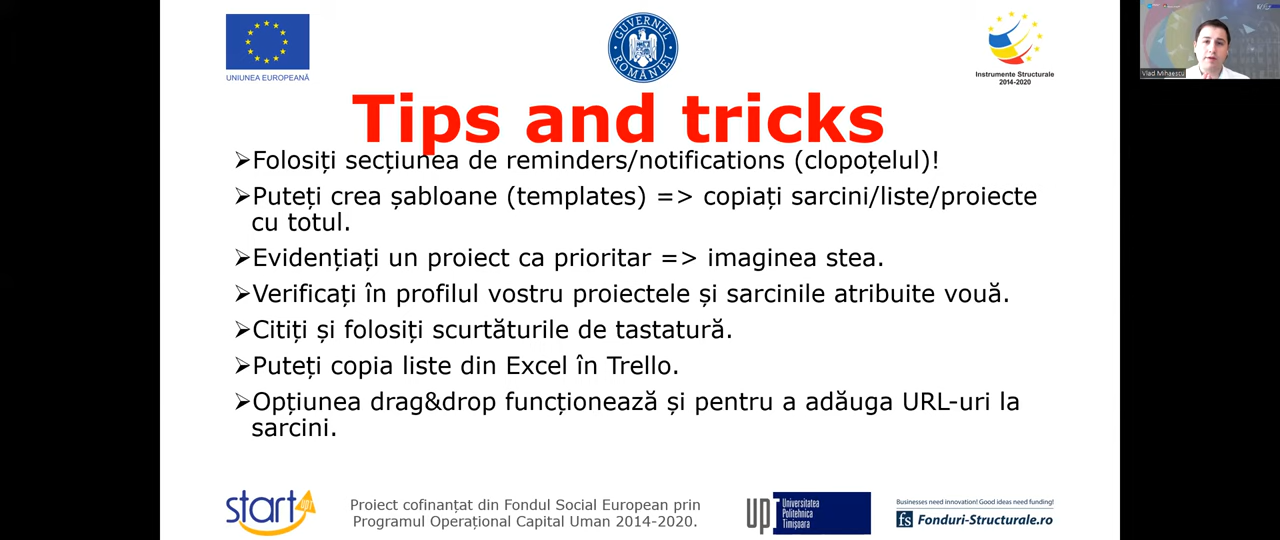 UNIUNEA EUROPEANĂ
GUVERNUL ROMÂNIEI
Instrumente Structurale
2014-2020
Vlad Mihaescu
Tips and tricks
➢Folosiți secțiunea de reminders/notifications (clopoțelul)!
➢Puteți crea șabloane (templates) => copiați sarcini/liste/proiecte
cu totul.
➢Evidențiați un proiect ca prioritar => imaginea stea.
➢Verificați în profilul vostru proiectele și sarcinile atribuite vouă.
➢Citiți și folosiți scurtăturile de tastatură.
➢Puteți copia liste din Excel în Trello.
➢Opțiunea drag&drop funcționează și pentru a adăuga URL-uri la
sarcini.
start upt
Proiect cofinanțat din Fondul Social European prin
Programul Operațional Capital Uman 2014-2020.
UPT
Universitatea
Politehnica
Timișoara
Businesses need innovation! Good ideas need funding!
fs Fonduri-Structurale.ro